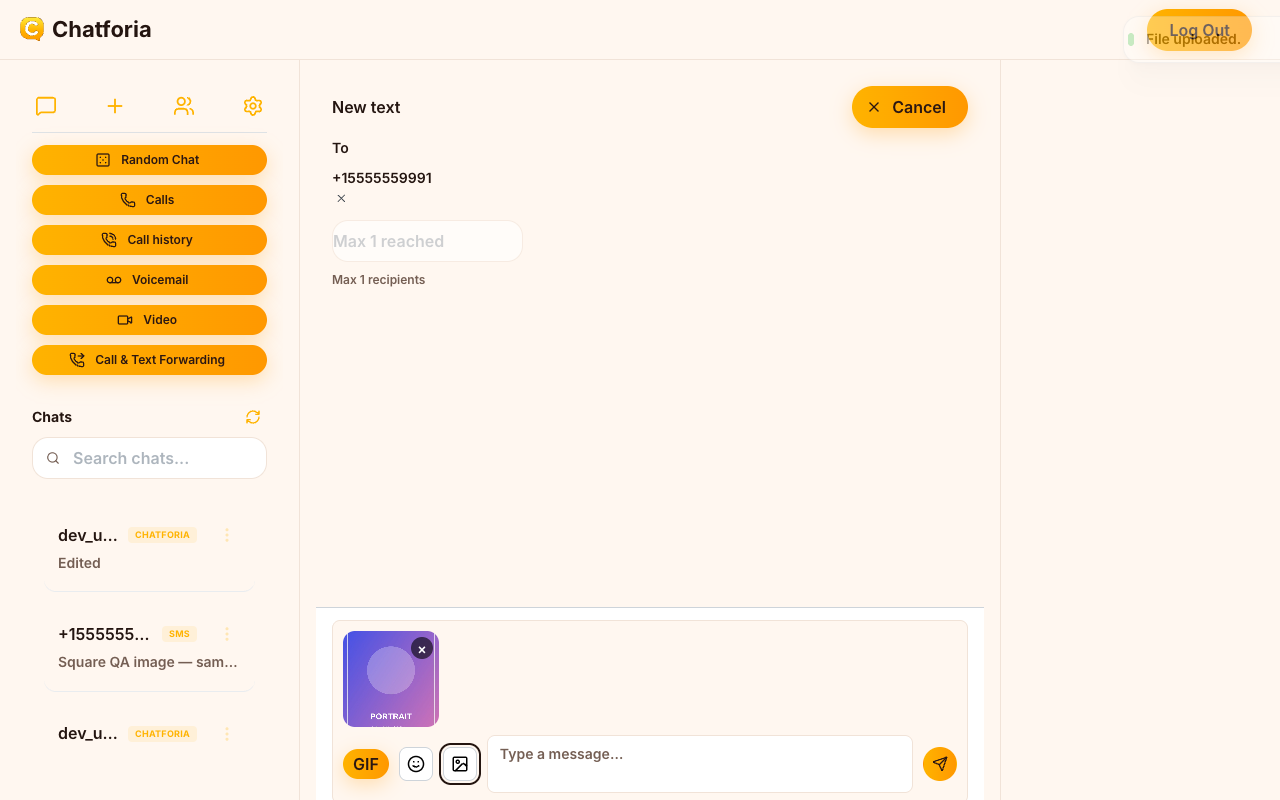 Chatforia
Log Out
File uploaded.
New text
Cancel
Random Chat
To
Calls
+15555559991
Call history
Max 1 reached
Voicemail
Max 1 recipients
Video
Call & Text Forwarding
Chats
Search chats...
dev_u... CHATFORIA
Edited
+1555555... SMS
Square QA image — sam...
dev_u... CHATFORIA
PORTRAIT
GIF
Type a message...